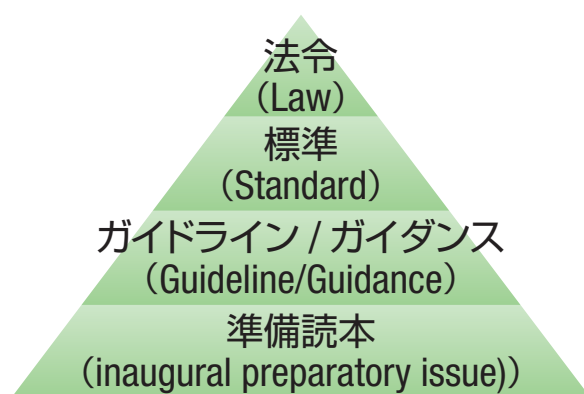 法令
（Law）
標準
（Standard）
ガイドライン / ガイダンス
（Guideline/Guidance）
準備読本
（inaugural preparatory issue)）